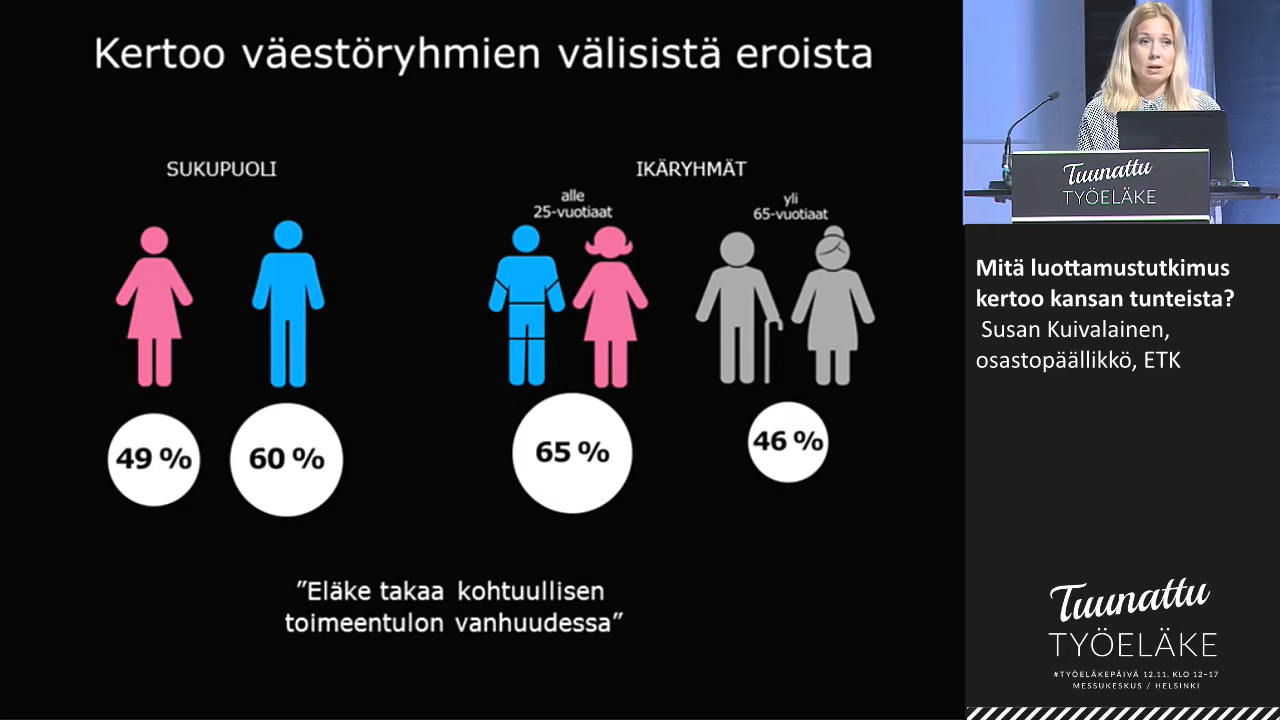 Kertoo väestöryhmien välisistä eroista
SUKUPUOLI
IKÄRYHMÄT
alle
25-vuotiaat
yli
65-vuotiaat
49 %
60 %
65 %
46 %
”Eläke takaa kohtuullisen
toimeentulon vanhuudessa”
Tuunattu
TYÖELÄKE
Mitä luottamustutkimus
kertoo kansan tunteista?
Susan Kuivalainen,
osastopäällikkö, ETK
Tuunattu
TYÖELÄKE
#TYÖELÄKEPÄIVÄ 12.11. KLO 12–17
MESSUKESKUS / HELSINKI